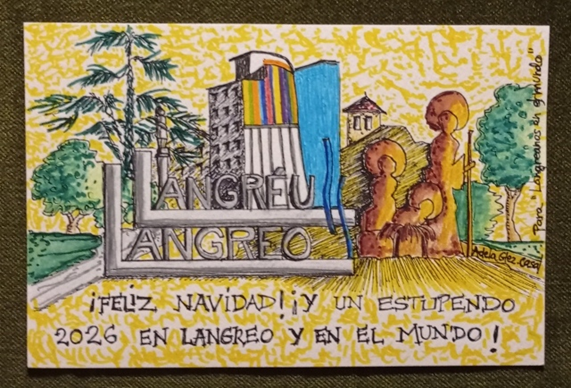 LANGRÉU
LANGREO
Para "Langreanos en el mundo"
Adela Glez Casal
¡FELIZ NAVIDAD! ¡Y UN ESTUPENDO
2026 EN LANGREO Y EN EL MUNDO!